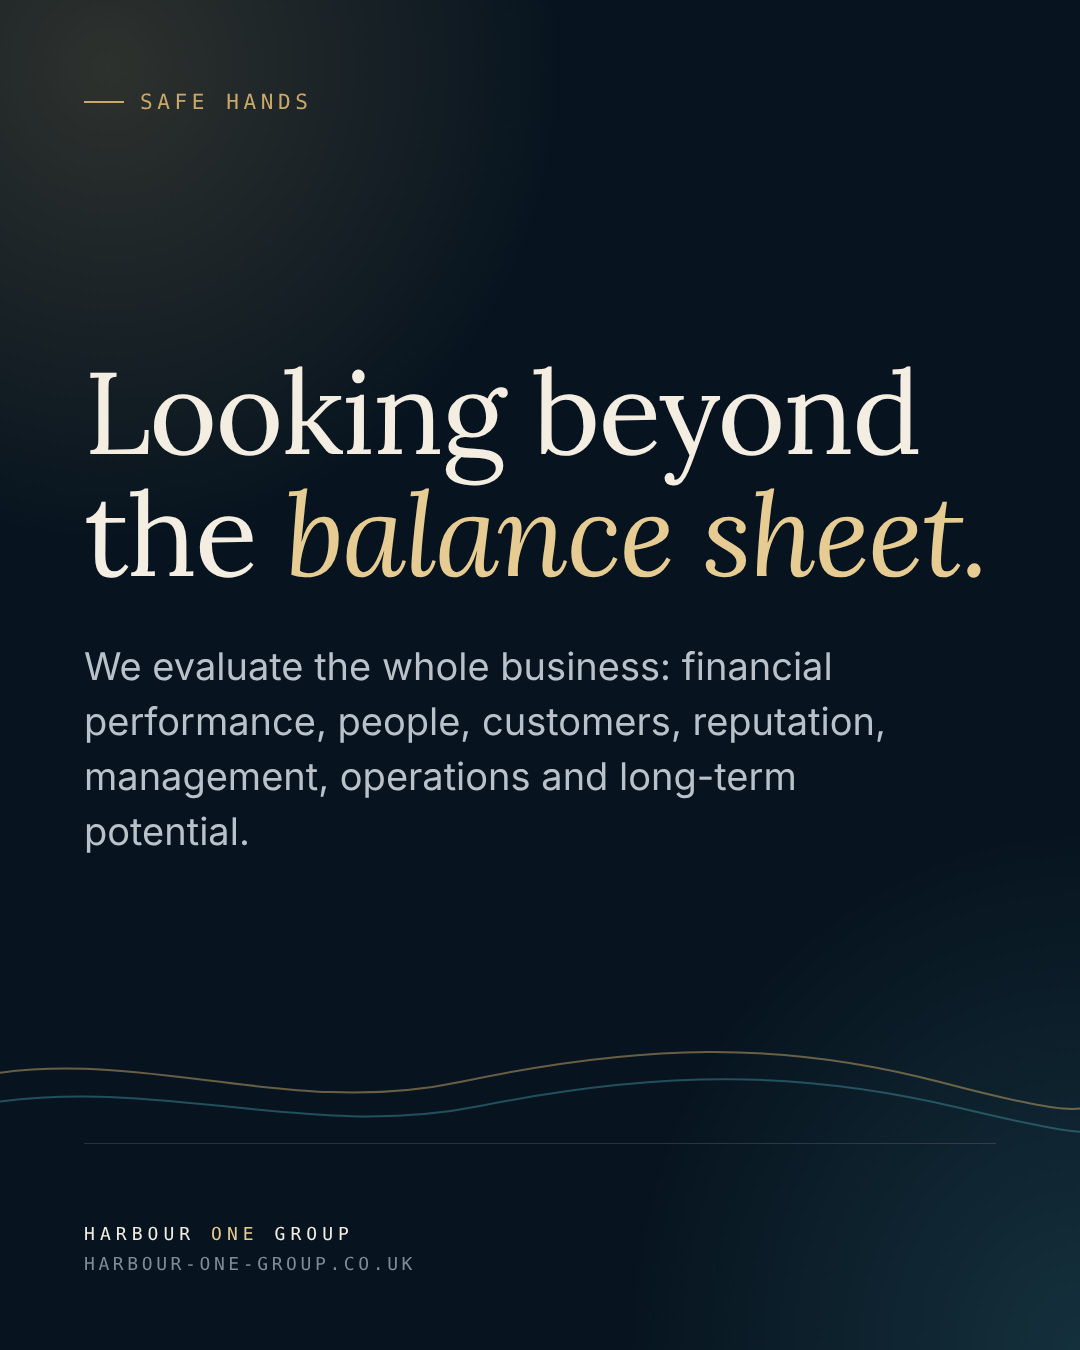 SAFE HANDS
Looking beyond
the balance sheet.
We evaluate the whole business: financial
performance, people, customers, reputation,
management, operations and long-term
potential.
HARBOUR ONE GROUP
HARBOUR-ONE-GROUP.CO.UK